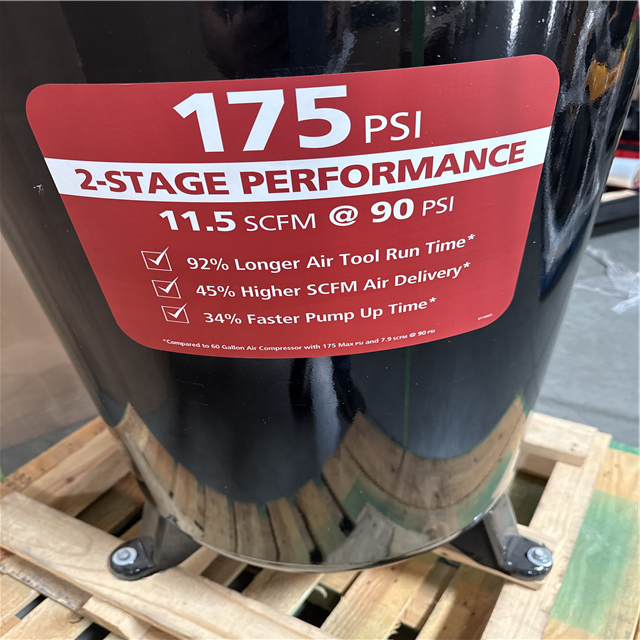 175 PSI
2-STAGE PERFORMANCE
11.5 SCFM @ 90 PSI
92% Longer Air Tool Run Time*
45% Higher SCFM Air Delivery*
34% Faster Pump Up Time*
*Compared to 60 Gallon Air Compressor with 175 Max PSI and 7.9 SCFM @ 90 PSI